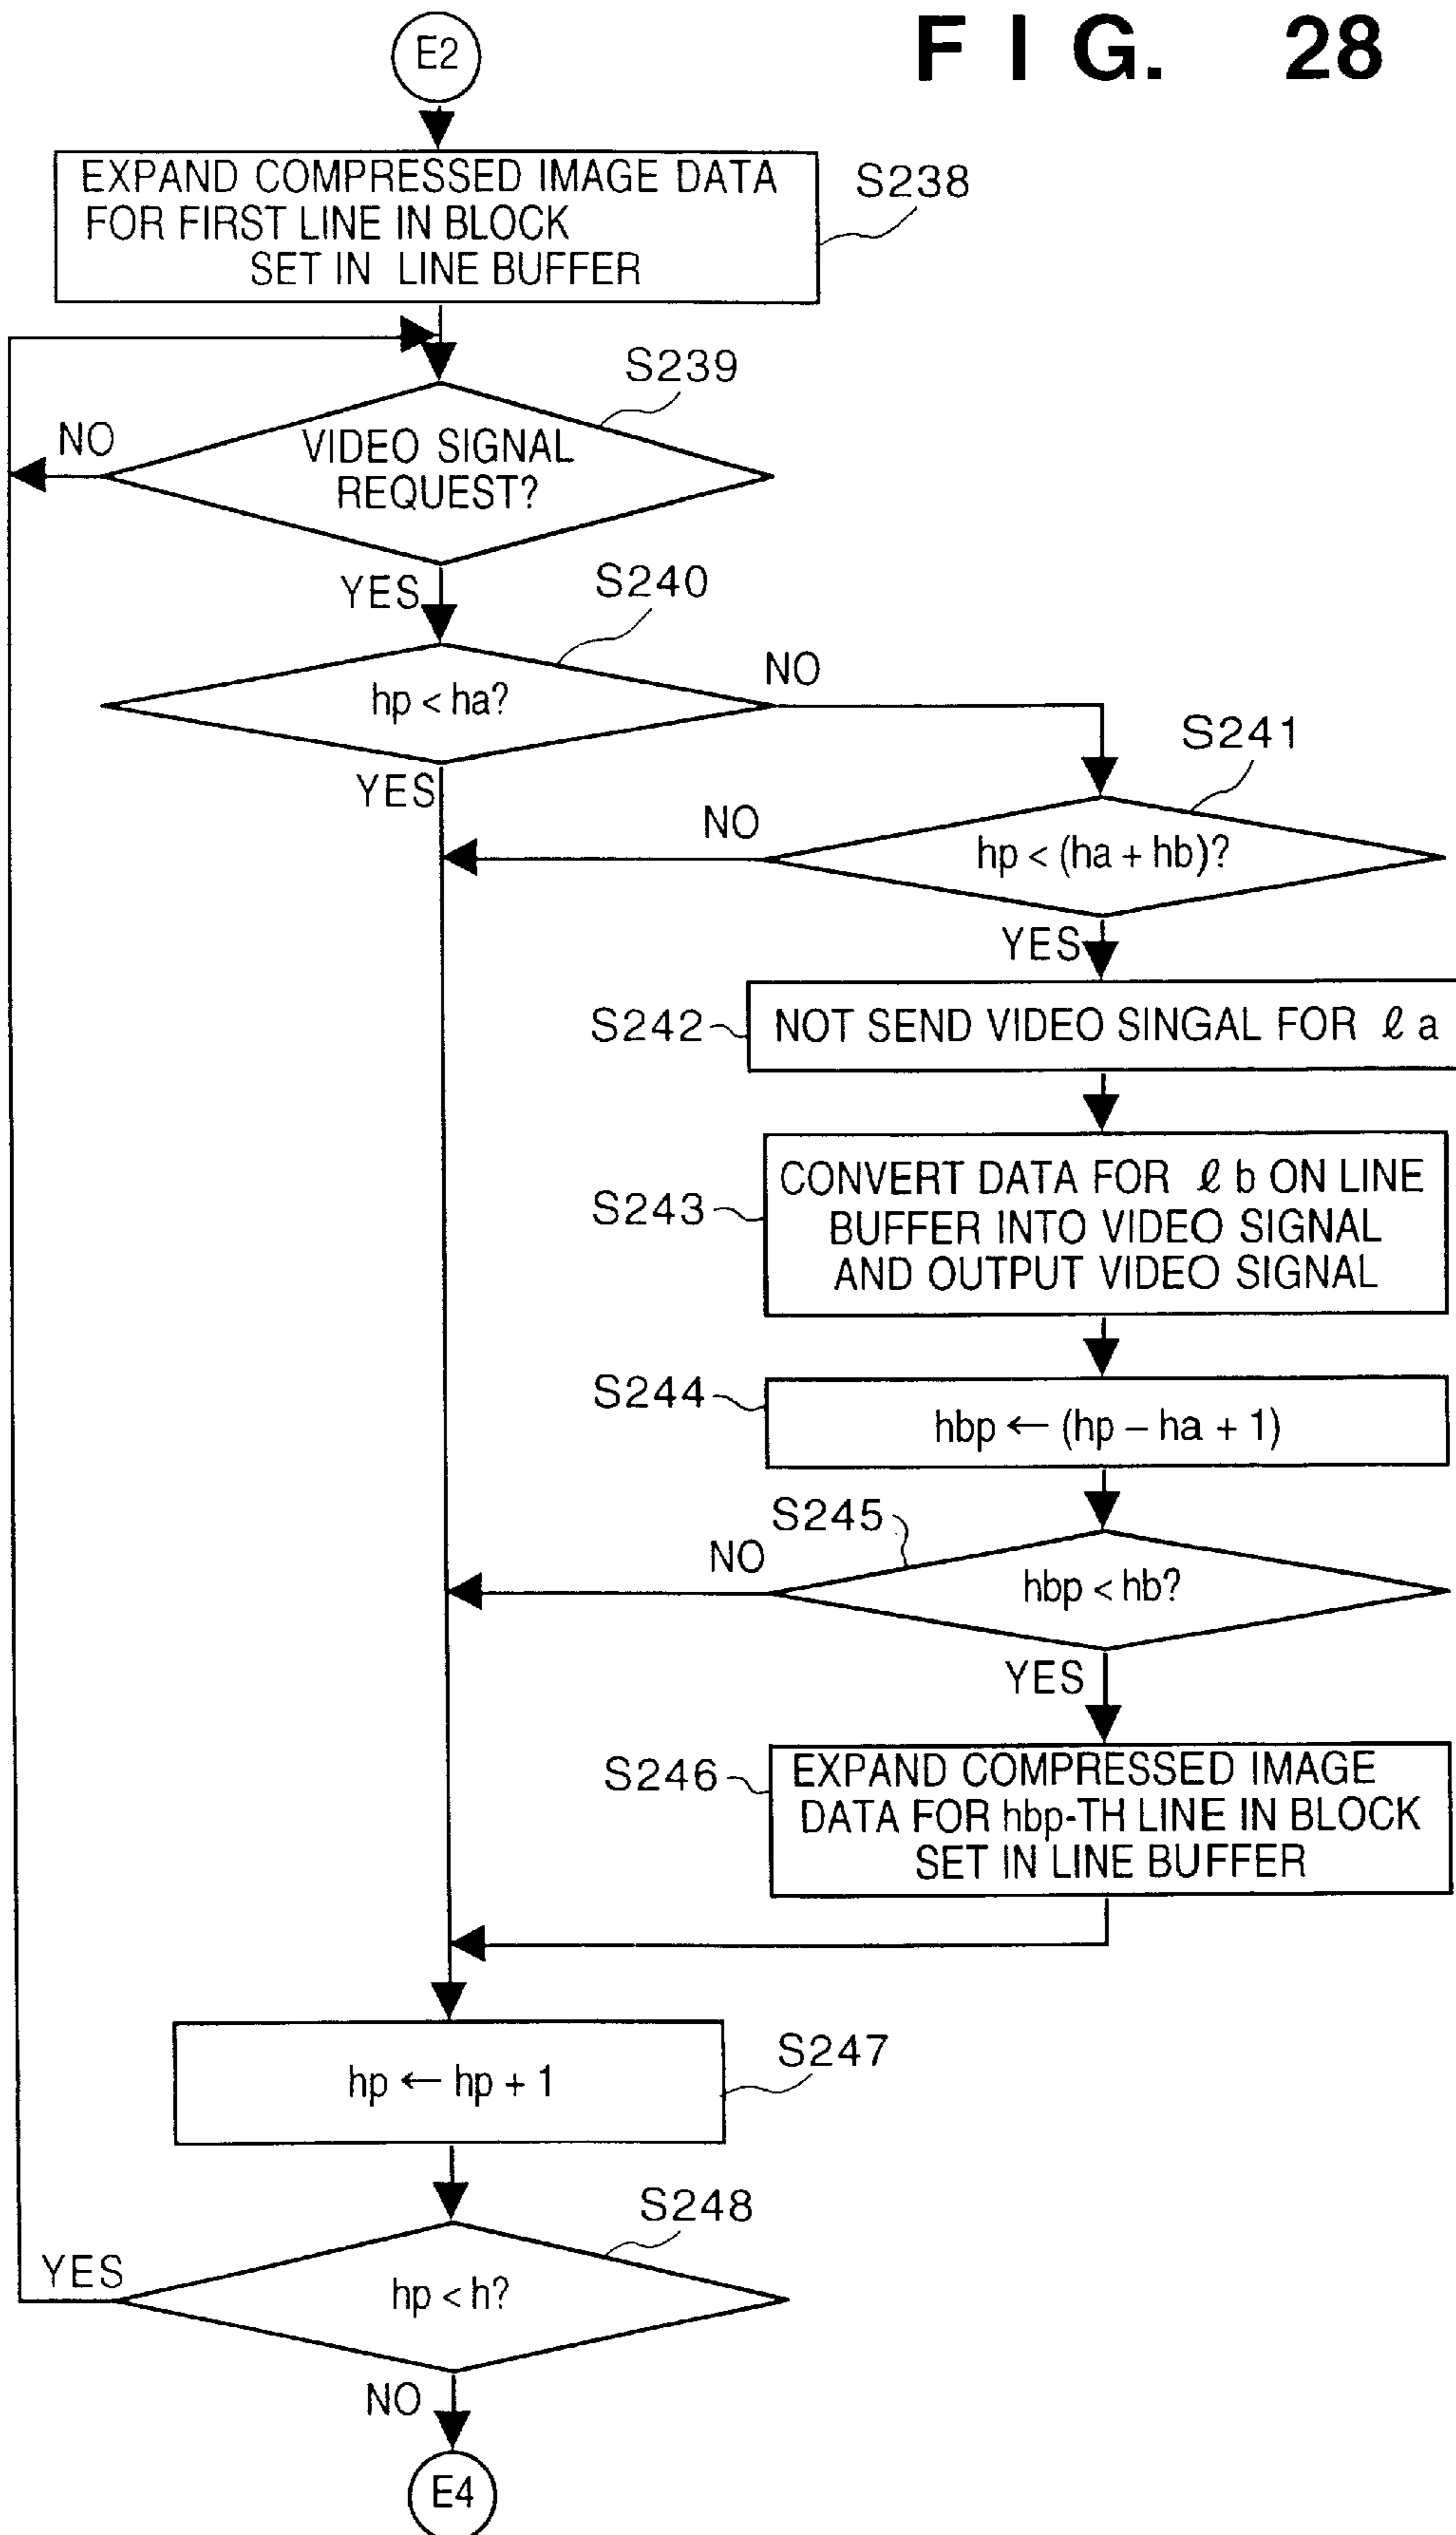 FIG. 28
E2
EXPAND COMPRESSED IMAGE DATA
FOR FIRST LINE IN BLOCK
SET IN LINE BUFFER
S238
S239
NO
VIDEO SIGNAL
REQUEST?
YES
S240
hp < ha?
NO
YES
S241
NO
hp < (ha + hb)?
YES
S242
NOT SEND VIDEO SINGAL FOR ℓ a
S243
CONVERT DATA FOR ℓ b ON LINE
BUFFER INTO VIDEO SIGNAL
AND OUTPUT VIDEO SIGNAL
S244
hbp ← (hp – ha + 1)
S245
NO
hbp < hb?
YES
S246
EXPAND COMPRESSED IMAGE
DATA FOR hbp-TH LINE IN BLOCK
SET IN LINE BUFFER
S247
hp ← hp + 1
S248
YES
hp < h?
NO
E4